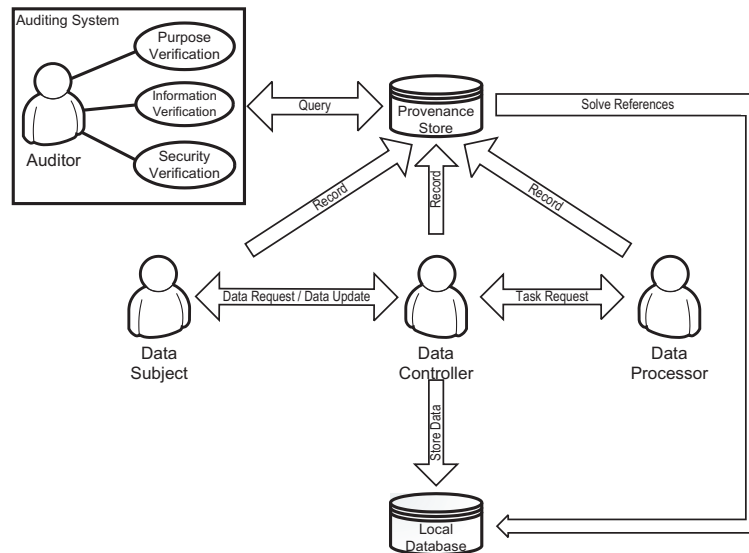 Auditing System
Purpose
Verification
Information
Verification
Security
Verification
Auditor
Query
Provenance
Store
Solve References
Record
Record
Record
Data Request / Data Update
Task Request
Data
Subject
Data
Controller
Data
Processor
Store Data
Local
Database